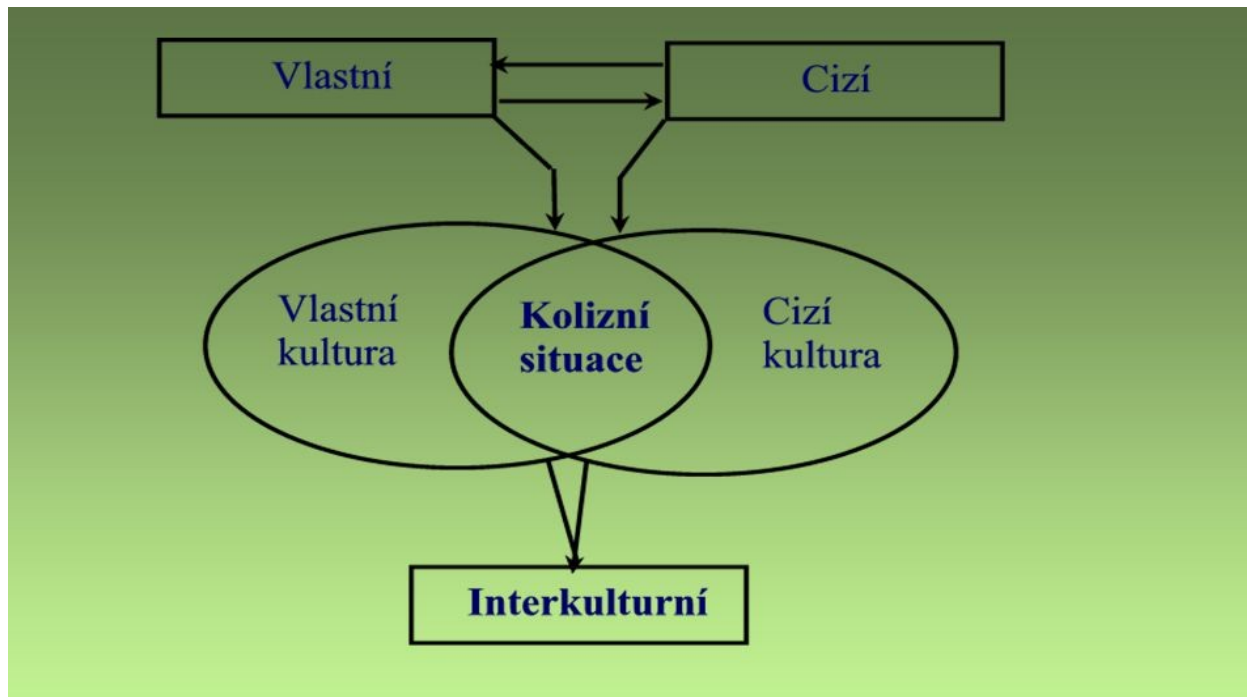 Vlastní
Cizí
Vlastní
kultura
Kolizní
situace
Cizí
kultura
Interkulturní